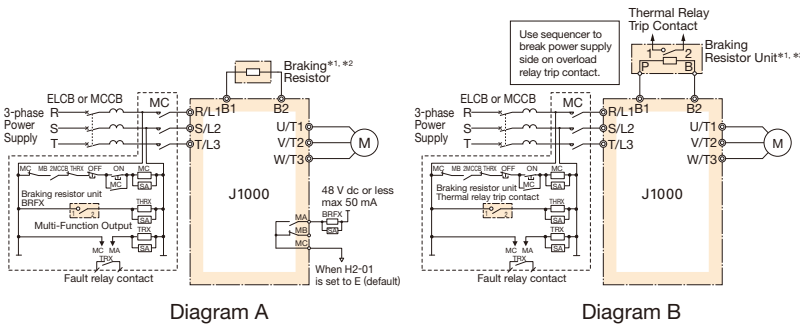 Braking*1, *2
Resistor
ELCB or MCCB
MC
B1
B2
3-phase
Power
Supply
R
S
T
R/L1
S/L2
T/L3
U/T1
V/T2
W/T3
M
MC MB 2MCCB THRX OFF ON MC
MC
SA
J1000
Braking resistor unit
BRFX
1 2
THRX
SA
Multi-Function Output
TRX
SA
MC MA
TRX
Fault relay contact
48 V dc or less
max 50 mA
MA
BRFX
SA
MB
MC
When H2-01
is set to E (default)
Diagram A
Thermal Relay
Trip Contact
Use sequencer to
break power supply
side on overload
relay trip contact.
1 2
P B
Braking
Resistor Unit*1, *
ELCB or MCCB
MC
B1
B2
3-phase
Power
Supply
R
S
T
R/L1
S/L2
T/L3
U/T1
V/T2
W/T3
M
MC MB 2MCCB THRX OFF ON MC
MC
SA
J1000
Braking resistor unit
Thermal relay trip contact
1 2
THRX
SA
TRX
SA
MC MA
TRX
Fault relay contact
Diagram B